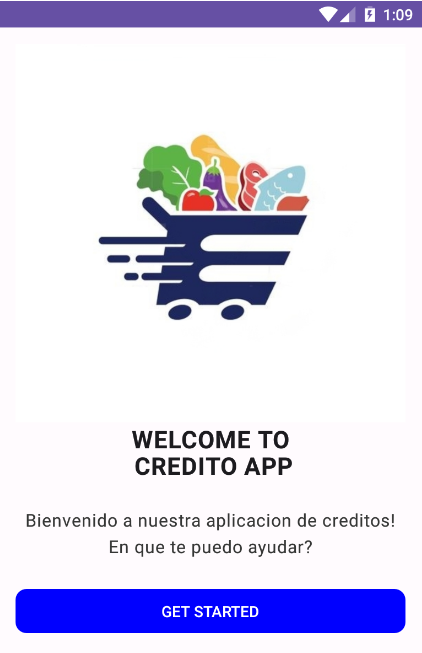 1:09
WELCOME TO
CREDITO APP
Bienvenido a nuestra aplicacion de creditos!
En que te puedo ayudar?
GET STARTED